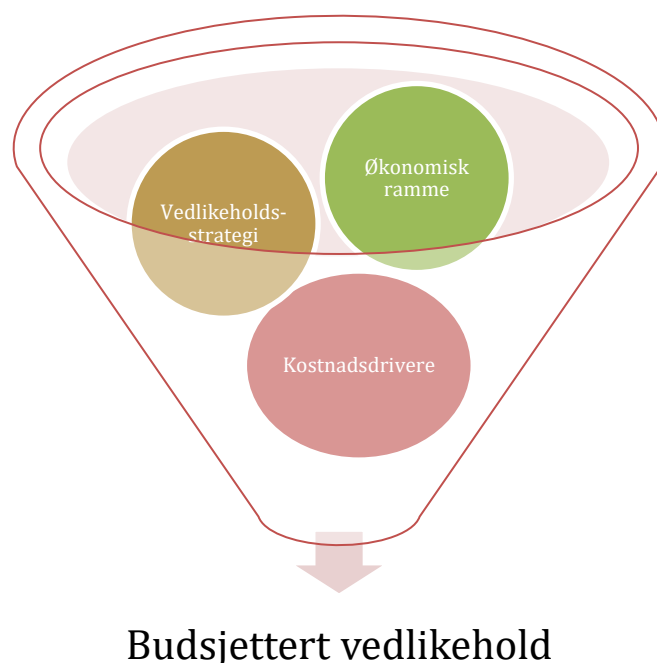 Økonomisk
ramme
Vedlikeholds-
strategi
Kostnadsdrivere
Budsjettert vedlikehold